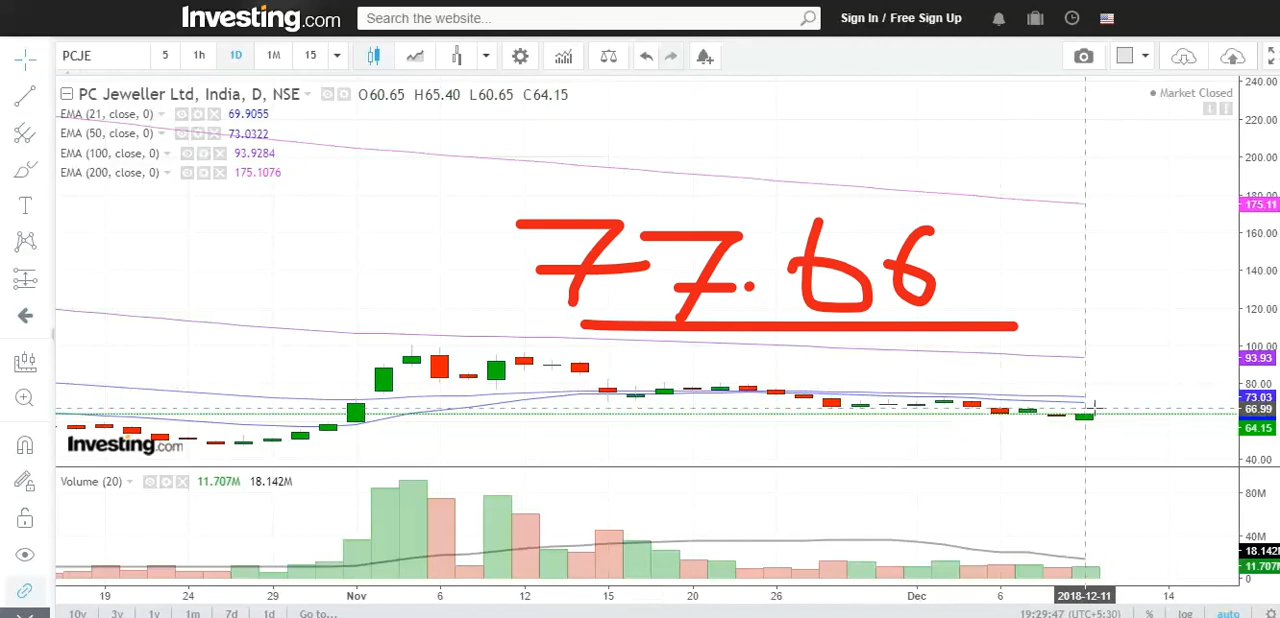 Investing.com
Search the website...
Sign In / Free Sign Up
PCJE
5
1h
1D
1M
15
PC Jeweller Ltd, India, D, NSE
O60.65 H65.40 L60.65 C64.15
Market Closed
EMA (21, close, 0)
69.9055
EMA (50, close, 0)
73.0322
EMA (100, close, 0)
93.9284
EMA (200, close, 0)
175.1076
77.66
240.00
220.00
200.00
180.00
175.11
160.00
140.00
120.00
100.00
93.93
80.00
73.03
66.99
64.15
40.00
Investing.com
Volume (20)
11.707M
18.142M
80M
40M
18.142M
11.707M
0
19
24
29
Nov
6
12
15
20
26
Dec
6
2018-12-11
14
10y
3y
1y
1m
7d
1d
Go to...
19:29:47 (UTC+5:30)
%
log
auto